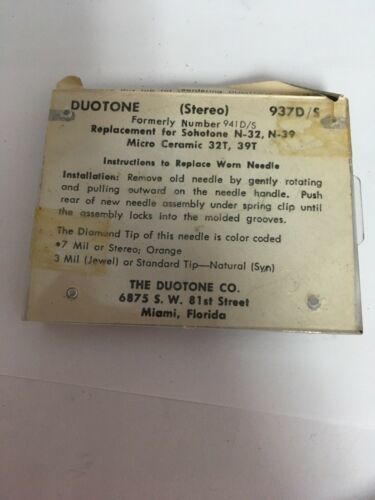 DUOTONE (Stereo) 937D/S
Formerly Number 941D/S
Replacement for Sohotone N-32, N-39
Micro Ceramic 32T, 39T
Instructions to Replace Worn Needle
Installation: Remove old needle by gently rotating
and pulling outward on the needle handle. Push
rear of new needle assembly under spring clip until
the assembly locks into the molded grooves.
The Diamond Tip of this needle is color coded
*7 Mil or Stereo; Orange
3 Mil (Jewel) or Standard Tip—Natural (Syn)
THE DUOTONE CO.
6875 S. W. 81st Street
Miami, Florida